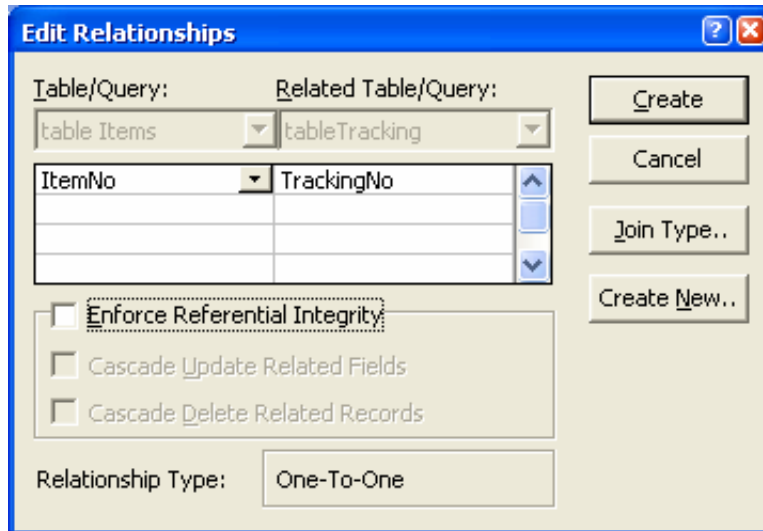 Edit Relationships
Table/Query: Related Table/Query:
table Items tableTracking
ItemNo TrackingNo
Enforce Referential Integrity
Cascade Update Related Fields
Cascade Delete Related Records
Relationship Type: One-To-One
Create
Cancel
Join Type..
Create New..